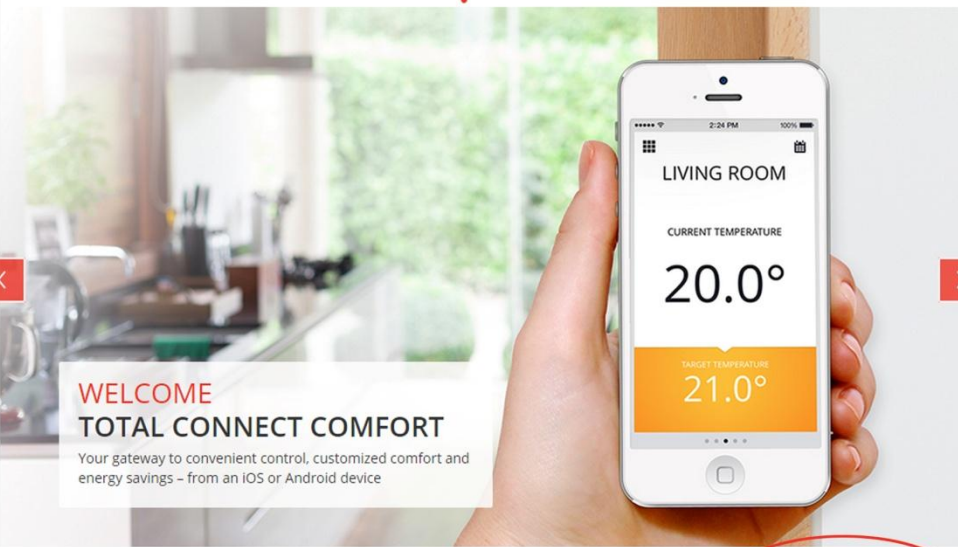 2:24 PM
100%
LIVING ROOM
CURRENT TEMPERATURE
20.0°
TARGET TEMPERATURE
21.0°
WELCOME
TOTAL CONNECT COMFORT
Your gateway to convenient control, customized comfort and
energy savings – from an iOS or Android device